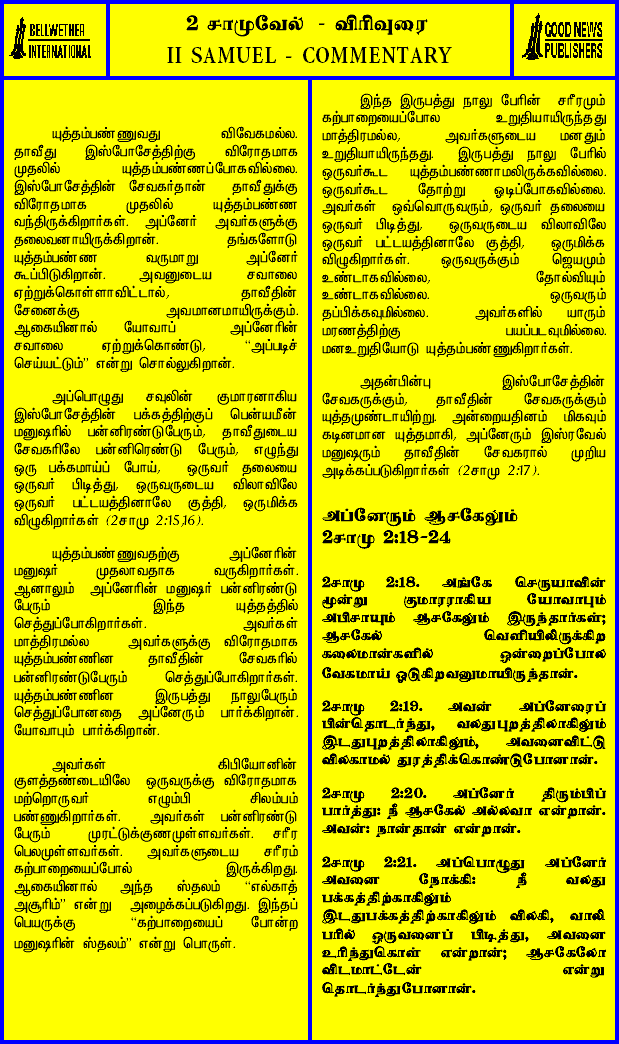 BELLWETHER
INTERNATIONAL
2 சாமுவேல் - விரிவுரை
II SAMUEL - COMMENTARY
GOOD NEWS
PUBLISHERS
யுத்தம்பண்ணுவது விவேகமல்ல.
தாவீது இஸ்போசேத்திற்கு விரோதமாக
முதலில் யுத்தம்பண்ணப்போகவில்லை.
இஸ்போசேத்தின் சேவகர்தான் தாவீதுக்கு
விரோதமாக முதலில் யுத்தம்பண்ண
வந்திருக்கிறார்கள். அப்னேர் அவர்களுக்கு
தலைவனாயிருக்கிறான். தங்களோடு
யுத்தம்பண்ண வருமாறு அப்னேர்
கூப்பிடுகிறான். அவனுடைய சவாலை
ஏற்றுக்கொள்ளாவிட்டால், தாவீதின்
சேனைக்கு அவமானமாயிருக்கும்.
ஆகையினால் யோவாப் அப்னேரின்
சவாலை ஏற்றுக்கொண்டு, “அப்படிச்
செய்யட்டும்” என்று சொல்லுகிறான்.
அப்பொழுது சவுலின் குமாரனாகிய
இஸ்போசேத்தின் பக்கத்திற்குப் பென்யமீன்
மனுஷரில் பன்னிரண்டுபேரும், தாவீதுடைய
சேவகரிலே பன்னிரெண்டு பேரும், எழுந்து
ஒரு பக்கமாய்ப் போய், ஒருவர் தலையை
ஒருவர் பிடித்து, ஒருவருடைய விலாவிலே
ஒருவர் பட்டயத்தினாலே குத்தி, ஒருமிக்க
விழுகிறார்கள் (2சாமு 2:15,16).
யுத்தம்பண்ணுவதற்கு அப்னேரின்
மனுஷர் முதலாவதாக வருகிறார்கள்.
ஆனாலும் அப்னேரின் மனுஷர் பன்னிரண்டு
பேரும் இந்த யுத்தத்தில்
செத்துப்போகிறார்கள். அவர்கள்
மாத்திரமல்ல அவர்களுக்கு விரோதமாக
யுத்தம்பண்ணின தாவீதின் சேவகரில்
பன்னிரண்டுபேரும் செத்துப்போகிறார்கள்.
யுத்தம்பண்ணின இருபத்து நாலுபேரும்
செத்துப்போனதை அப்னேரும் பார்க்கிறான்.
யோவாபும் பார்க்கிறான்.
அவர்கள் கிபியோனின்
குளத்தண்டையிலே ஒருவருக்கு விரோதமாக
மற்றொருவர் எழும்பி சிலம்பம்
பண்ணுகிறார்கள். அவர்கள் பன்னிரண்டு
பேரும் முரட்டுக்குணமுள்ளவர்கள். சரீர
பெலமுள்ளவர்கள். அவர்களுடைய சரீரம்
கற்பாறையைப்போல் இருக்கிறது.
ஆகையினால் அந்த ஸ்தலம் “எல்காத்
அசூரிம்” என்று அழைக்கப்படுகிறது. இந்தப்
பெயருக்கு “கற்பாறையைப் போன்ற
மனுஷரின் ஸ்தலம்” என்று பொருள்.
இந்த இருபத்து நாலு பேரின் சரீரமும்
கற்பாறையைப்போல உறுதியாயிருந்தது
மாத்திரமல்ல, அவர்களுடைய மனதும்
உறுதியாயிருந்தது. இருபத்து நாலு பேரில்
ஒருவர்கூட யுத்தம்பண்ணாமலிருக்கவில்லை.
ஒருவர்கூட தோற்று ஒடிப்போகவில்லை.
அவர்கள் ஒவ்வொருவரும், ஒருவர் தலையை
ஒருவர் பிடித்து, ஒருவருடைய விலாவிலே
ஒருவர் பட்டயத்தினாலே குத்தி, ஒருமிக்க
விழுகிறார்கள். ஒருவருக்கும் ஜெயமும்
உண்டாகவில்லை, தோல்வியும்
உண்டாகவில்லை. ஒருவரும்
தப்பிக்கவுமில்லை. அவர்களில் யாரும்
மரணத்திற்கு பயப்படவுமில்லை.
மனஉறுதியோடு யுத்தம்பண்ணுகிறார்கள்.
அதன்பின்பு இஸ்போசேத்தின்
சேவகருக்கும், தாவீதின் சேவகருக்கும்
யுத்தமுண்டாயிற்று. அன்றையதினம் மிகவும்
கடினமான யுத்தமாகி, அப்னேரும் இஸ்ரவேல்
மனுஷரும் தாவீதின் சேவகரால் முறிய
அடிக்கப்படுகிறார்கள் (2சாமு 2:17).
அப்னேரும் ஆசகேலும்
2சாமு 2:18-24
2சாமு 2:18. அங்கே செருயாவின்
மூன்று குமாரராகிய யோவாபும்
அபிசாயும் ஆசகேலும் இருந்தார்கள்;
ஆசகேல் வெளியிலிருக்கிற
கலைமான்களில் ஒன்றைப்போல
வேகமாய் ஓடுகிறவனுமாயிருந்தான்.
2சாமு 2:19. அவன் அப்னேரைப்
பின்தொடர்ந்து, வலதுபுறத்திலாகிலும்
இடதுபுறத்திலாகிலும், அவனைவிட்டு
விலகாமல் துரத்திக்கொண்டுபோனான்.
2சாமு 2:20. அப்னேர் திரும்பிப்
பார்த்து: நீ ஆசகேல் அல்லவா என்றான்.
அவன்: நான்தான் என்றான்.
2சாமு 2:21. அப்பொழுது அப்னேர்
அவனை நோக்கி: நீ வலது
பக்கத்திற்காகிலும்
இடதுபக்கத்திற்காகிலும் விலகி, வாலி
பரில் ஒருவனைப் பிடித்து, அவனை
உரிந்துகொள் என்றான்; ஆசகேலோ
விடமாட்டேன் என்று
தொடர்ந்துபோனான்.